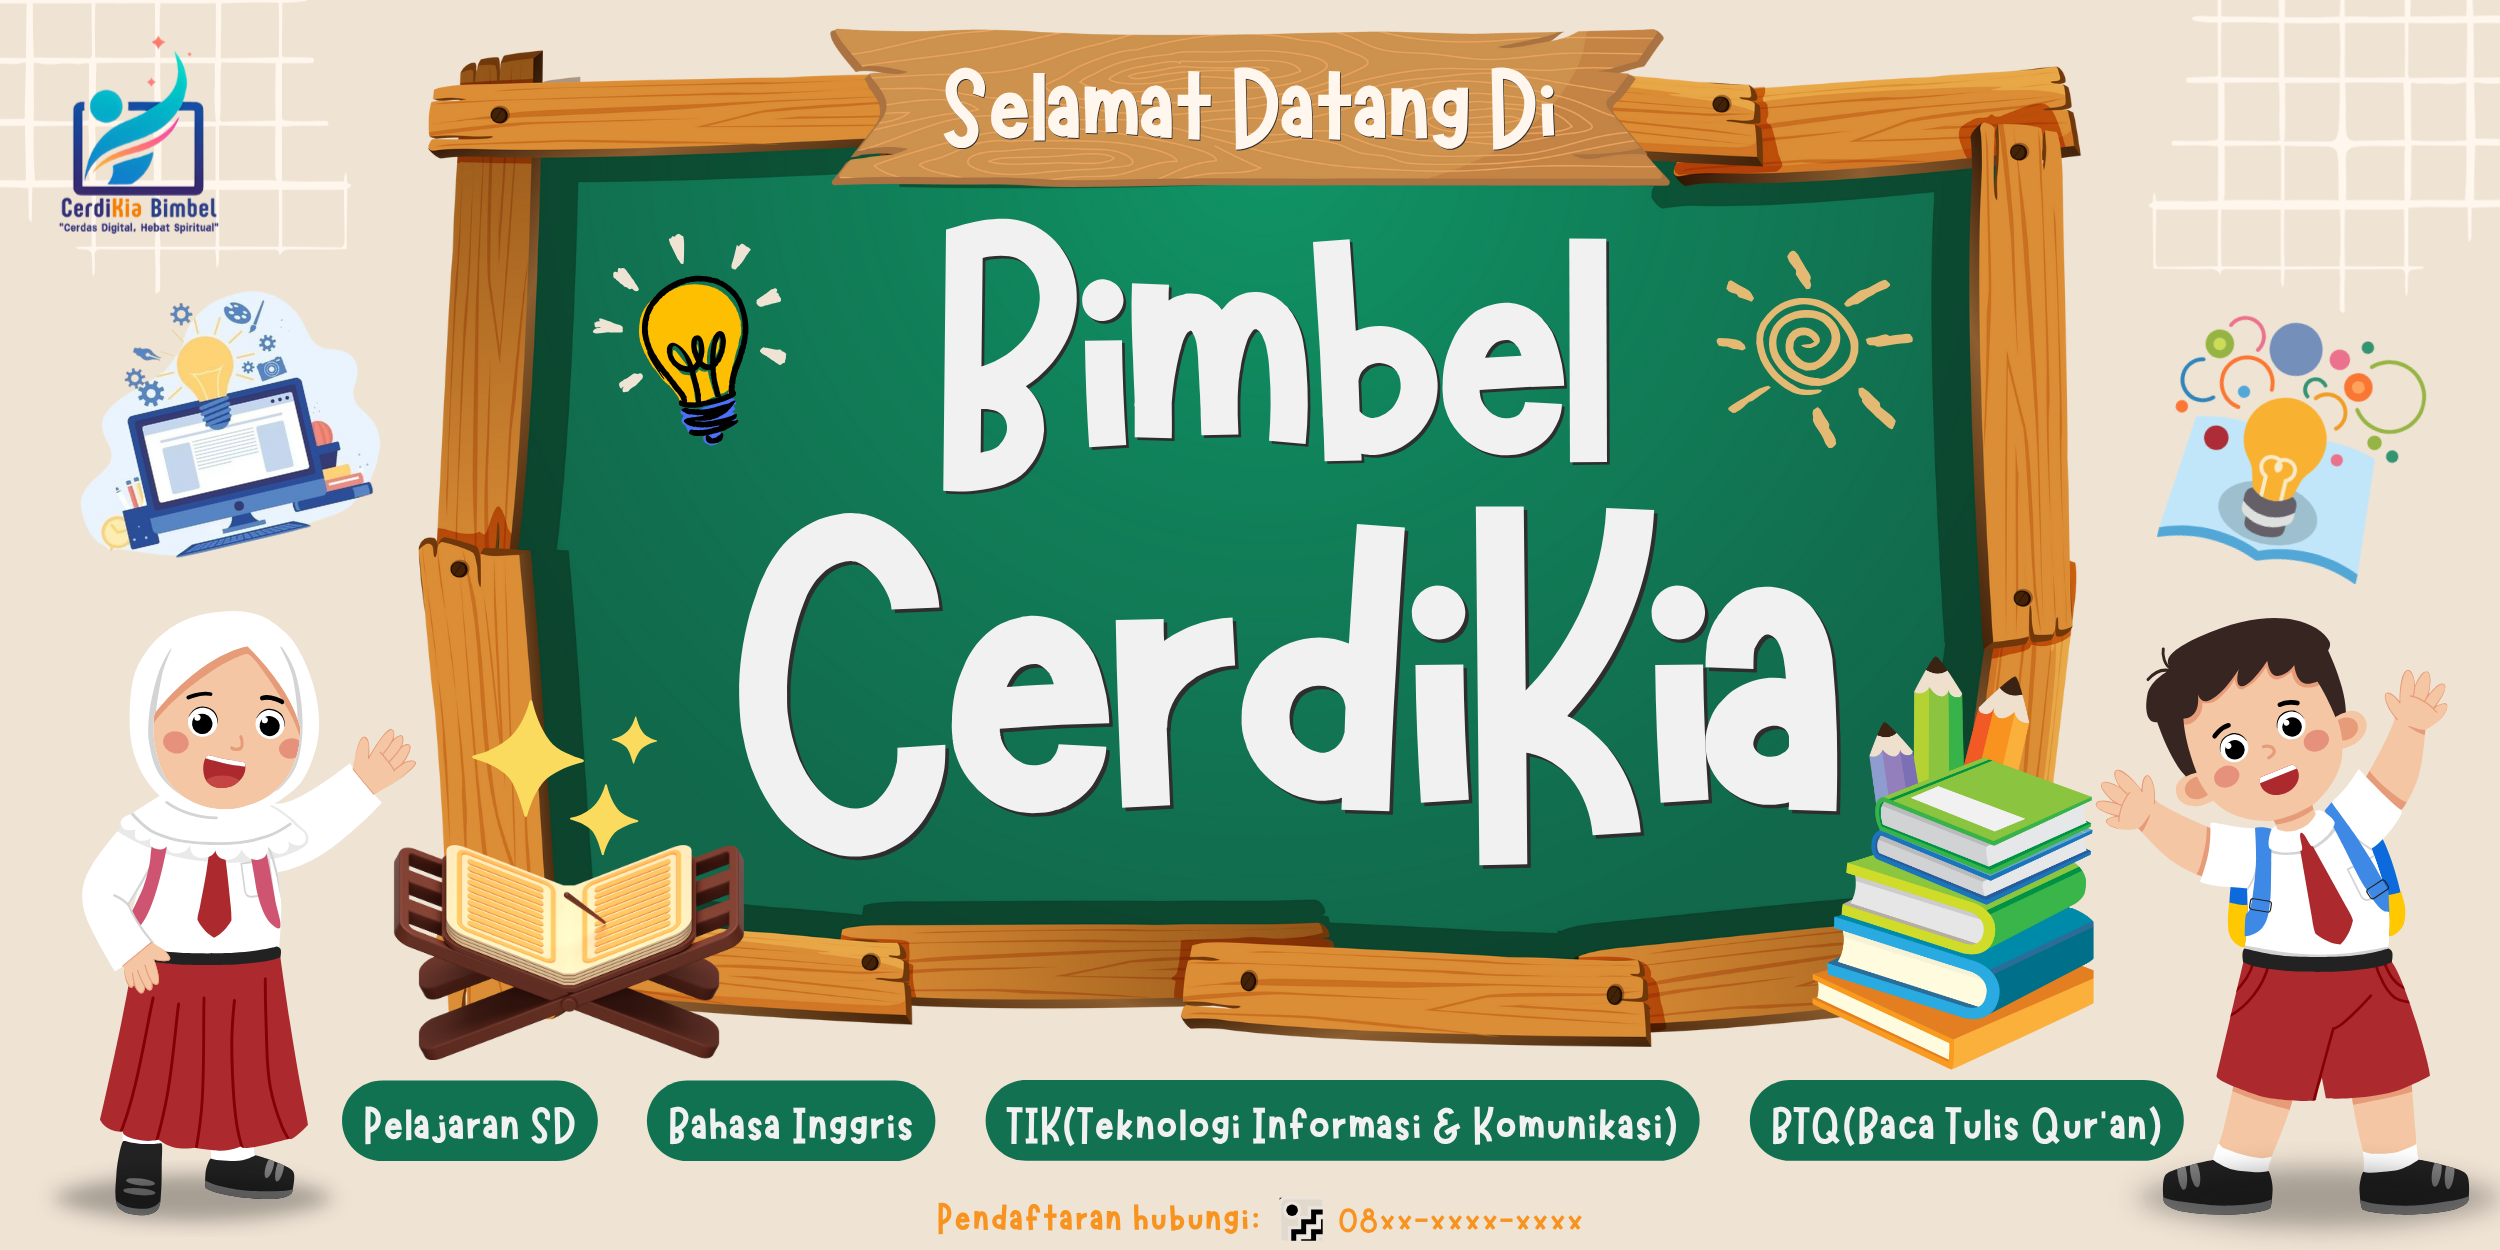 Selamat Datang Di
CerdiKia Bimbel
"Cerdas Digital, Hebat Spiritual"
Bimbel
CerdiKia
Pelajaran SD
Bahasa Inggris
TIK(Teknologi Informasi & Komunikasi)
BTQ(Baca Tulis Qur'an)
Pendaftaran hubungi: 08xx-xxxx-xxxx